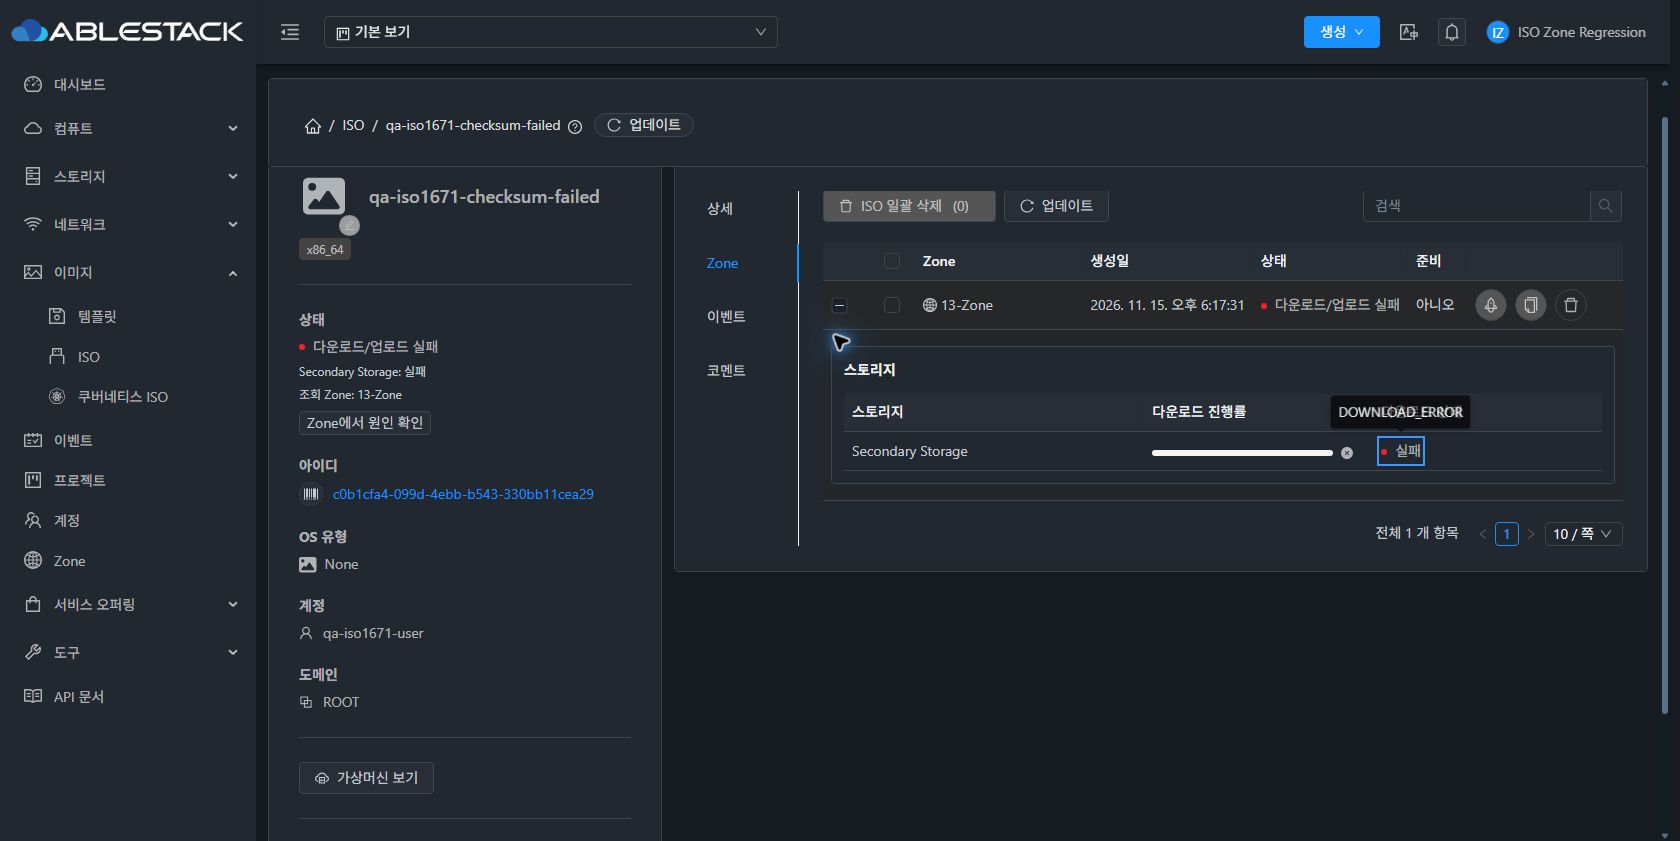 ABLESTACK
기본 보기
생성
IZ
ISO Zone Regression
대시보드
컴퓨트
스토리지
네트워크
이미지
템플릿
ISO
쿠버네티스 ISO
이벤트
프로젝트
계정
Zone
서비스 오퍼링
도구
API 문서
/ ISO / qa-iso1671-checksum-failed
업데이트
qa-iso1671-checksum-failed
x86_64
상태
다운로드/업로드 실패
Secondary Storage: 실패
조회 Zone: 13-Zone
Zone에서 원인 확인
아이디
c0b1cfa4-099d-4ebb-b543-330bb11cea29
OS 유형
None
계정
qa-iso1671-user
도메인
ROOT
가상머신 보기
상세
Zone
이벤트
코멘트
ISO 일괄 삭제 (0)
업데이트
검색
Zone 생성일 상태 준비
13-Zone 2026. 11. 15. 오후 6:17:31 다운로드/업로드 실패 아니오
스토리지
스토리지 다운로드 진행률
DOWNLOAD_ERROR
Secondary Storage 실패
전체 1 개 항목 < 1 > 10 / 쪽